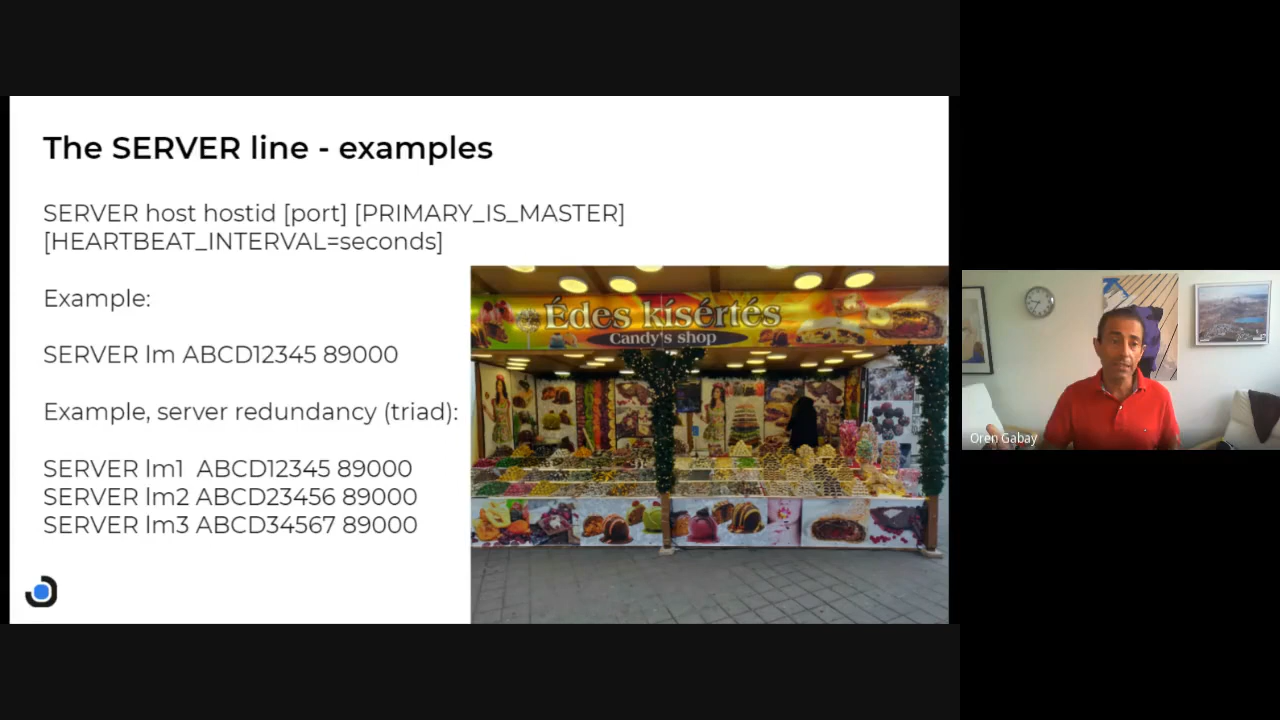 The SERVER line - examples
SERVER host hostid [port] [PRIMARY_IS_MASTER]
[HEARTBEAT_INTERVAL=seconds]
Example:
SERVER lm ABCD12345 89000
Example, server redundancy (triad):
SERVER lm1 ABCD12345 89000
SERVER lm2 ABCD23456 89000
SERVER lm3 ABCD34567 89000
Édes kísértés
Candy's shop
Oren Gabay